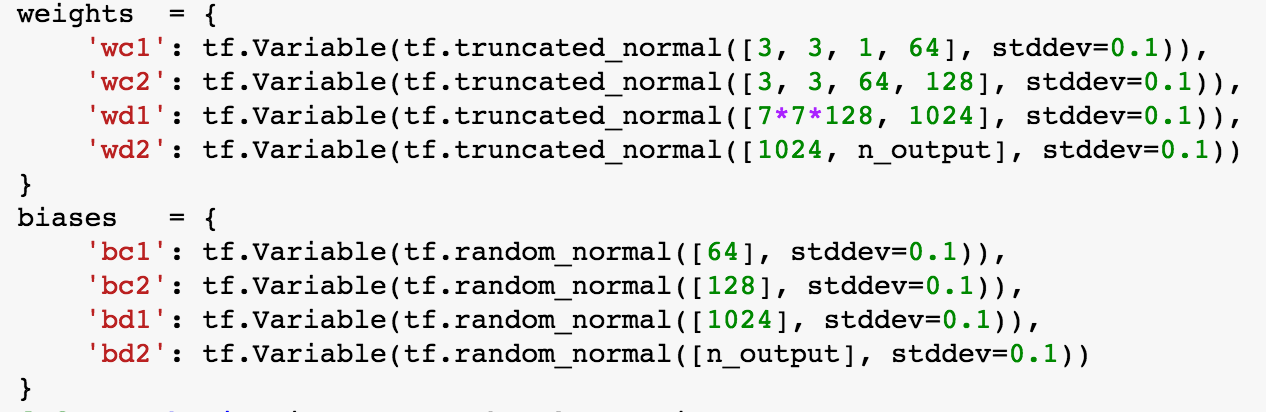 weights  = {
    'wc1': tf.Variable(tf.truncated_normal([3, 3, 1, 64], stddev=0.1)),
    'wc2': tf.Variable(tf.truncated_normal([3, 3, 64, 128], stddev=0.1)),
    'wd1': tf.Variable(tf.truncated_normal([7*7*128, 1024], stddev=0.1)),
    'wd2': tf.Variable(tf.truncated_normal([1024, n_output], stddev=0.1))
}
biases   = {
    'bc1': tf.Variable(tf.random_normal([64], stddev=0.1)),
    'bc2': tf.Variable(tf.random_normal([128], stddev=0.1)),
    'bd1': tf.Variable(tf.random_normal([1024], stddev=0.1)),
    'bd2': tf.Variable(tf.random_normal([n_output], stddev=0.1))
}